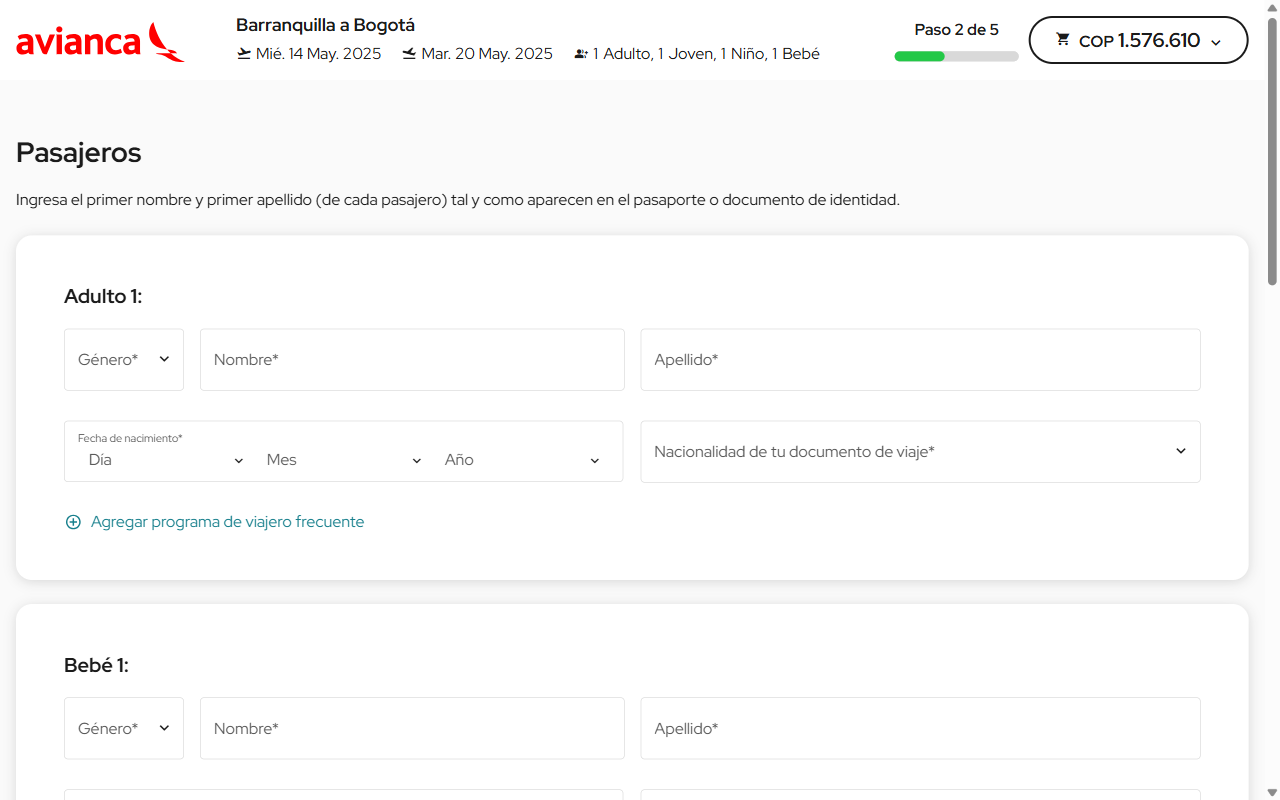 avianca
Barranquilla a Bogotá
Mié. 14 May. 2025 Mar. 20 May. 2025 1 Adulto, 1 Joven, 1 Niño, 1 Bebé
Paso 2 de 5
COP 1.576.610
Pasajeros
Ingresa el primer nombre y primer apellido (de cada pasajero) tal y como aparecen en el pasaporte o documento de identidad.
Adulto 1:
Género* Nombre* Apellido*
Fecha de nacimiento*
Día Mes Año
Nacionalidad de tu documento de viaje*
Agregar programa de viajero frecuente
Bebé 1:
Género* Nombre* Apellido*